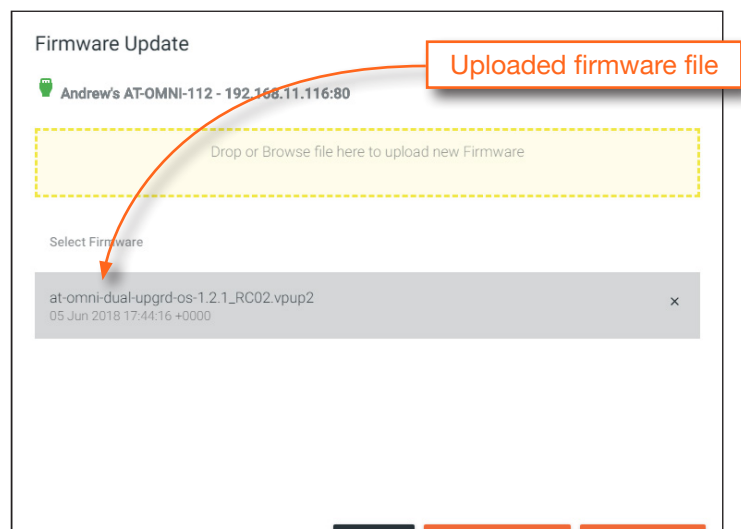 Firmware Update
Uploaded firmware file
Andrew's AT-OMNI-112 - 192.168.11.116:80
Drop or Browse file here to upload new Firmware
Select Firmware
at-omni-dual-upgrd-os-1.2.1_RC02.vpup2
05 Jun 2018 17:44:16 +0000
×